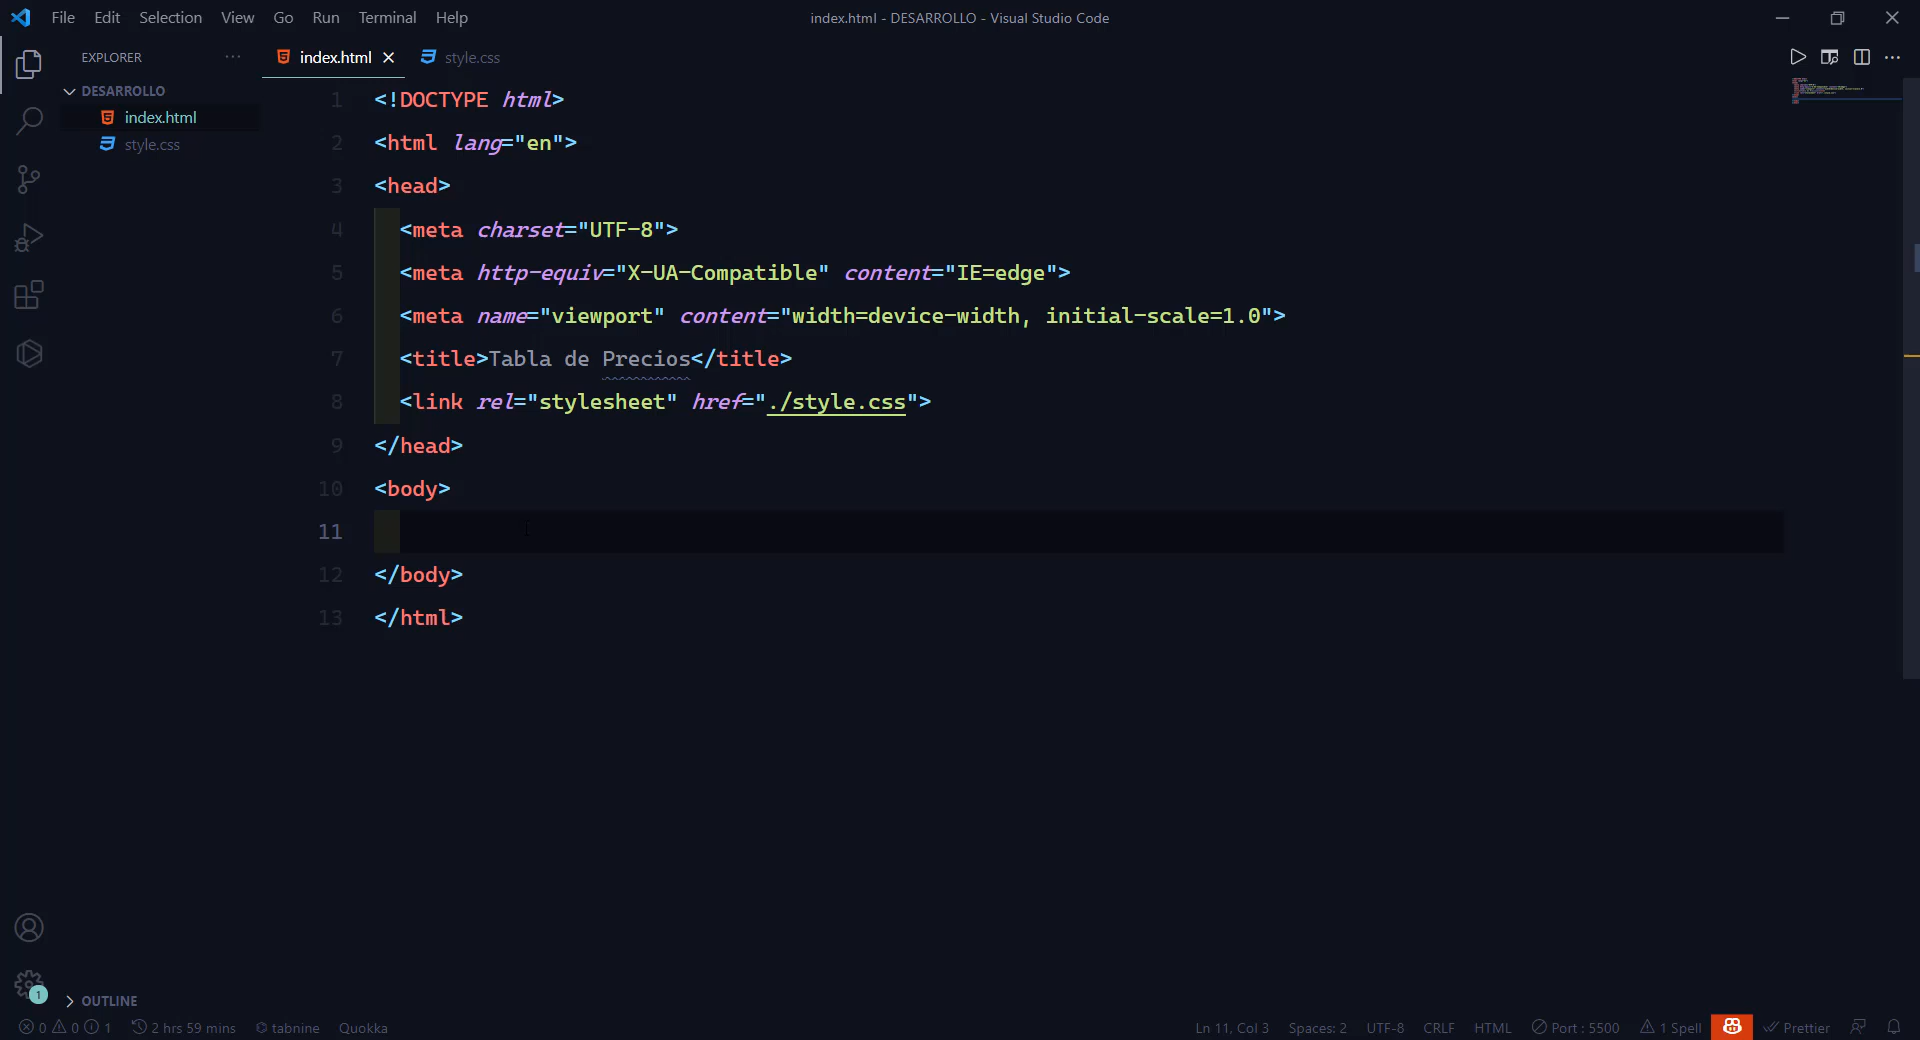 File Edit Selection View Go Run Terminal Help index.html - DESARROLLO - Visual Studio Code
EXPLORER ··· index.html style.css ···
DESARROLLO
index.html
style.css
1 <!DOCTYPE html>
2 <html lang="en">
3 <head>
4 <meta charset="UTF-8">
5 <meta http-equiv="X-UA-Compatible" content="IE=edge">
6 <meta name="viewport" content="width=device-width, initial-scale=1.0">
7 <title>Tabla de Precios</title>
8 <link rel="stylesheet" href="./style.css">
9 </head>
10 <body>
11
12 </body>
13 </html>
1
OUTLINE
0 0 1 2 hrs 59 mins tabnine Quokka Ln 11, Col 3 Spaces: 2 UTF-8 CRLF HTML Port : 5500 1 Spell Prettier